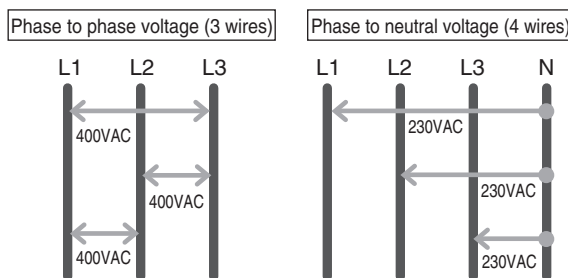 Phase to phase voltage (3 wires)
L1 L2 L3
400VAC
400VAC
400VAC
Phase to neutral voltage (4 wires)
L1 L2 L3 N
230VAC
230VAC
230VAC